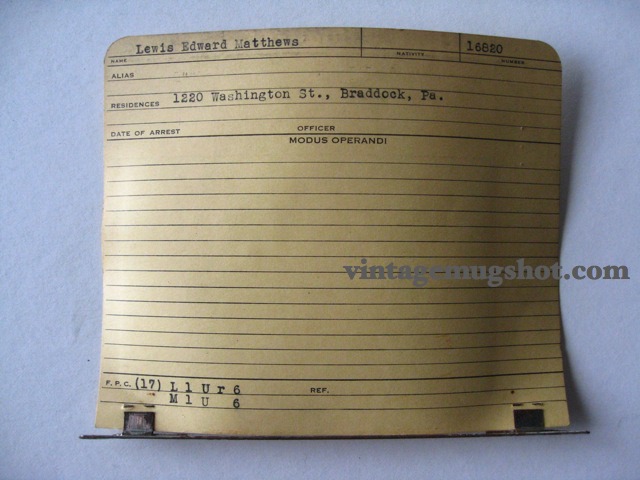 Lewis Edward Matthews 16820
NAME NATIVITY NUMBER
ALIAS
RESIDENCES 1220 Washington St., Braddock, Pa.
DATE OF ARREST OFFICER
MODUS OPERANDI
vintagemugshot.com
F. P. C. (17) L 1 U r 6 REF.
M 1 U 6